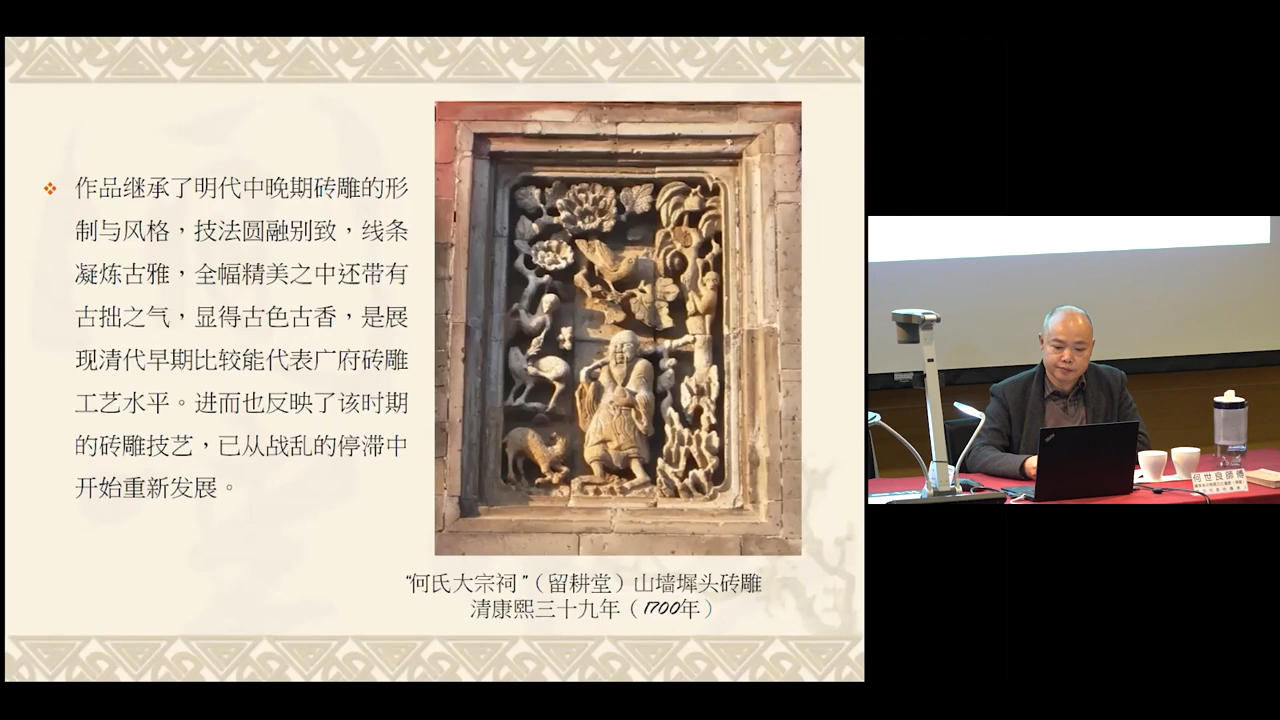 作品继承了明代中晚期砖雕的形
制与风格，技法圆融别致，线条
凝炼古雅，全幅精美之中还带有
古拙之气，显得古色古香，是展
现清代早期比较能代表广府砖雕
工艺水平。进而也反映了该时期
的砖雕技艺，已从战乱的停滞中
开始重新发展。
“何氏大宗祠”（留耕堂）山墙墀头砖雕
清康熙三十九年（1700年）
何世良師傅